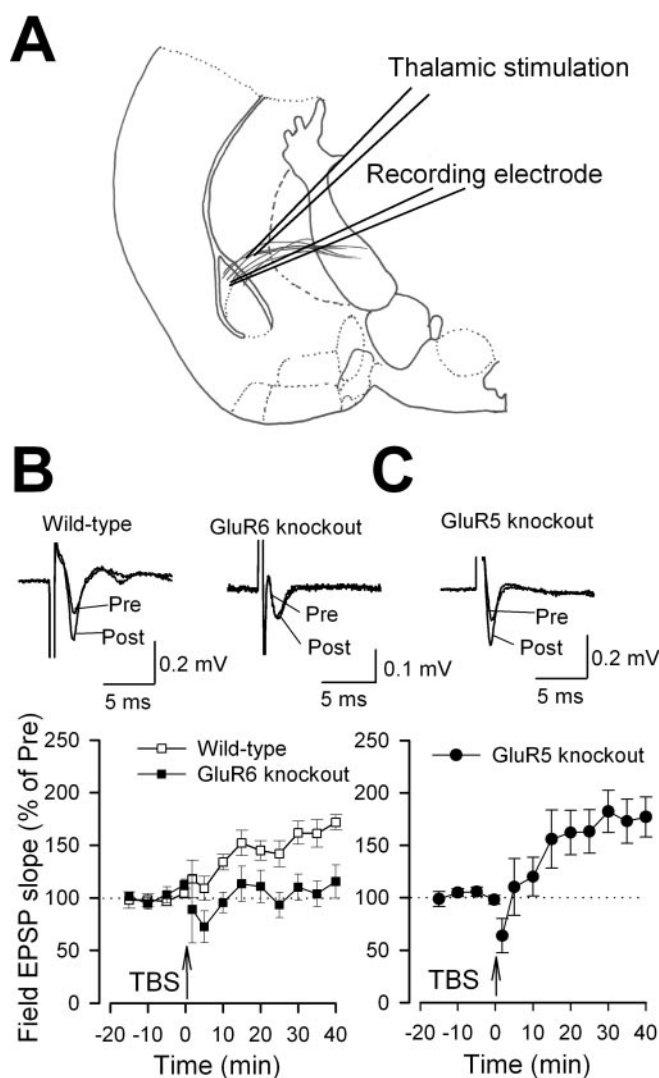 A
Thalamic stimulation
Recording electrode
B
Wild-type
GluR6 knockout
Pre
Post
0.2 mV
5 ms
Pre
Post
0.1 mV
5 ms
C
GluR5 knockout
Pre
Post
0.2 mV
5 ms
Field EPSP slope (% of Pre)
250
200
150
100
50
0
Wild-type
GluR6 knockout
TBS
-20 -10 0 10 20 30 40
Time (min)
250
200
150
100
50
0
GluR5 knockout
TBS
-20 -10 0 10 20 30 40
Time (min)